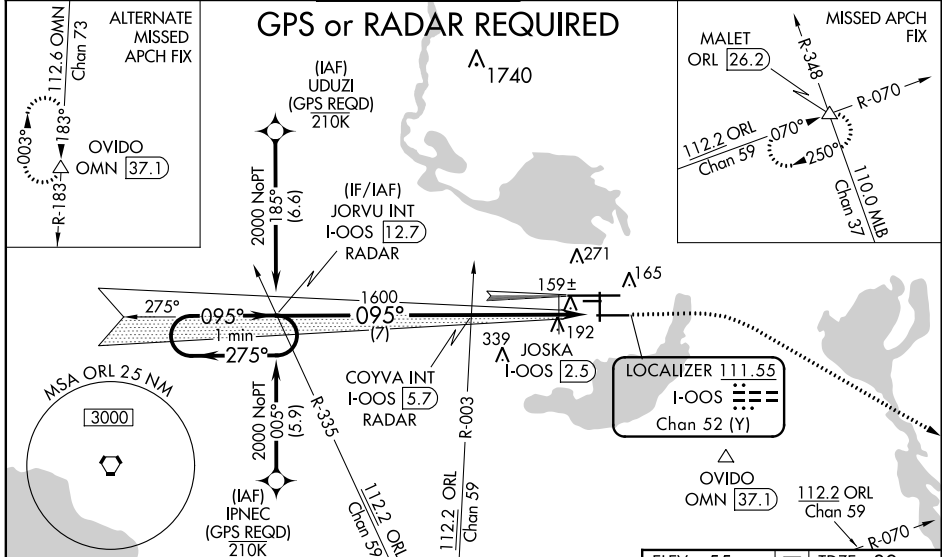 GPS or RADAR REQUIRED
ALTERNATE
MISSED
APCH FIX
112.6 OMN
Chan 73
183°
003°
OVIDO
OMN 37.1
R-183
1740
MISSED APCH
FIX
MALET
ORL 26.2
R-348
R-070
112.2 ORL
Chan 59
070°
250°
110.0 MLB
Chan 37
(IAF)
UDUZI
(GPS REQD)
210K
2000 NoPT
185°
(6.6)
(IF/IAF)
JORVU INT
I-OOS 12.7
RADAR
271
165
159±
192
339
275°
095°
1 min
275°
1600
095°
(7)
JOSKA
I-OOS 2.5
COYVA INT
I-OOS 5.7
RADAR
LOCALIZER 111.55
I-OOS
Chan 52 (Y)
MSA ORL 25 NM
3000
2000 NoPT
005°
(5.9)
R-335
112.2 ORL
Chan 59
R-003
112.2 ORL
Chan 59
(IAF)
IPNEC
(GPS REQD)
210K
OVIDO
OMN 37.1
112.2 ORL
Chan 59
R-070